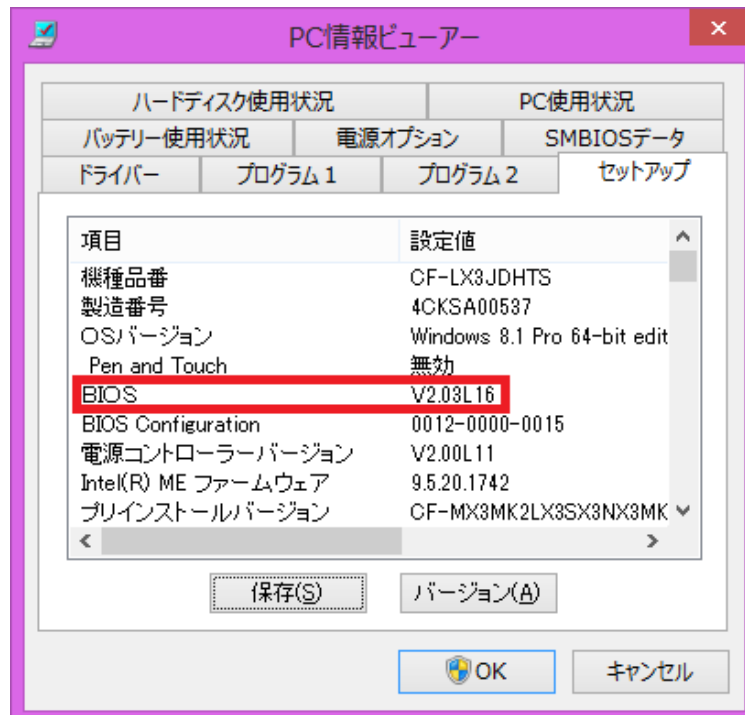 PC情報ビューアー
ハードディスク使用状況 PC使用状況
バッテリー使用状況 電源オプション SMBIOSデータ
ドライバー プログラム1 プログラム2 セットアップ
項目 設定値
機種品番 CF-LX3JDHTS
製造番号 4CKSA00537
OSバージョン Windows 8.1 Pro 64-bit edit
Pen and Touch 無効
BIOS V2.03L16
BIOS Configuration 0012-0000-0015
電源コントローラーバージョン V2.00L11
Intel(R) ME ファームウェア 9.5.20.1742
プリインストールバージョン CF-MX3MK2LX3SX3NX3MK
保存(S) バージョン(A)
OK キャンセル